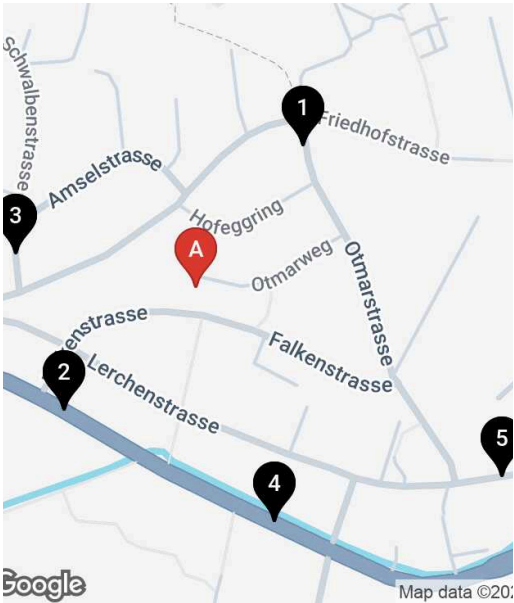 Schwalbenstrasse
1
Friedhofstrasse
Amselstrasse
3
Hofeggring
A
Otmarweg
Otmarstrasse
enstrasse
Falkenstrasse
2
Lerchenstrasse
5
4
Google
Map data ©202